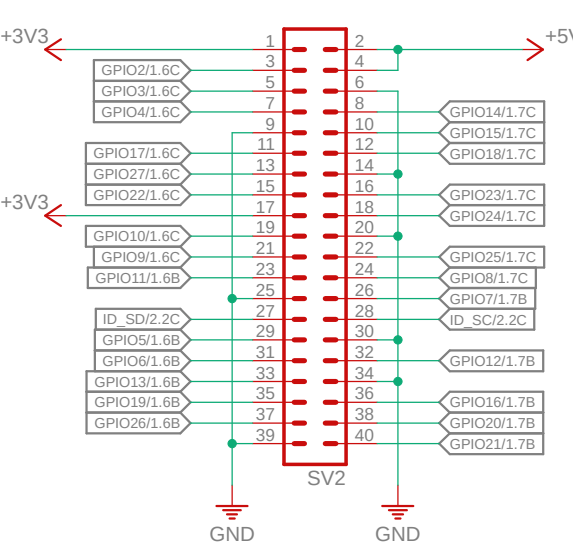 +3V3 1 2 +5V
GPIO2/1.6C 3 4
GPIO3/1.6C 5 6
GPIO4/1.6C 7 8 GPIO14/1.7C
9 10 GPIO15/1.7C
GPIO17/1.6C 11 12 GPIO18/1.7C
GPIO27/1.6C 13 14
GPIO22/1.6C 15 16 GPIO23/1.7C
+3V3 17 18 GPIO24/1.7C
GPIO10/1.6C 19 20
GPIO9/1.6C 21 22 GPIO25/1.7C
GPIO11/1.6B 23 24 GPIO8/1.7C
25 26 GPIO7/1.7B
ID_SD/2.2C 27 28 ID_SC/2.2C
GPIO5/1.6B 29 30
GPIO6/1.6B 31 32 GPIO12/1.7B
GPIO13/1.6B 33 34
GPIO19/1.6B 35 36 GPIO16/1.7B
GPIO26/1.6B 37 38 GPIO20/1.7B
39 40 GPIO21/1.7B
SV2
GND GND